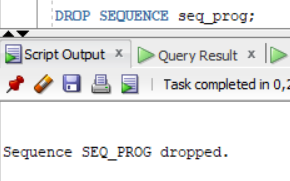 DROP SEQUENCE seq_prog;
Script Output x Query Result x
Task completed in 0,2
Sequence SEQ_PROG dropped.